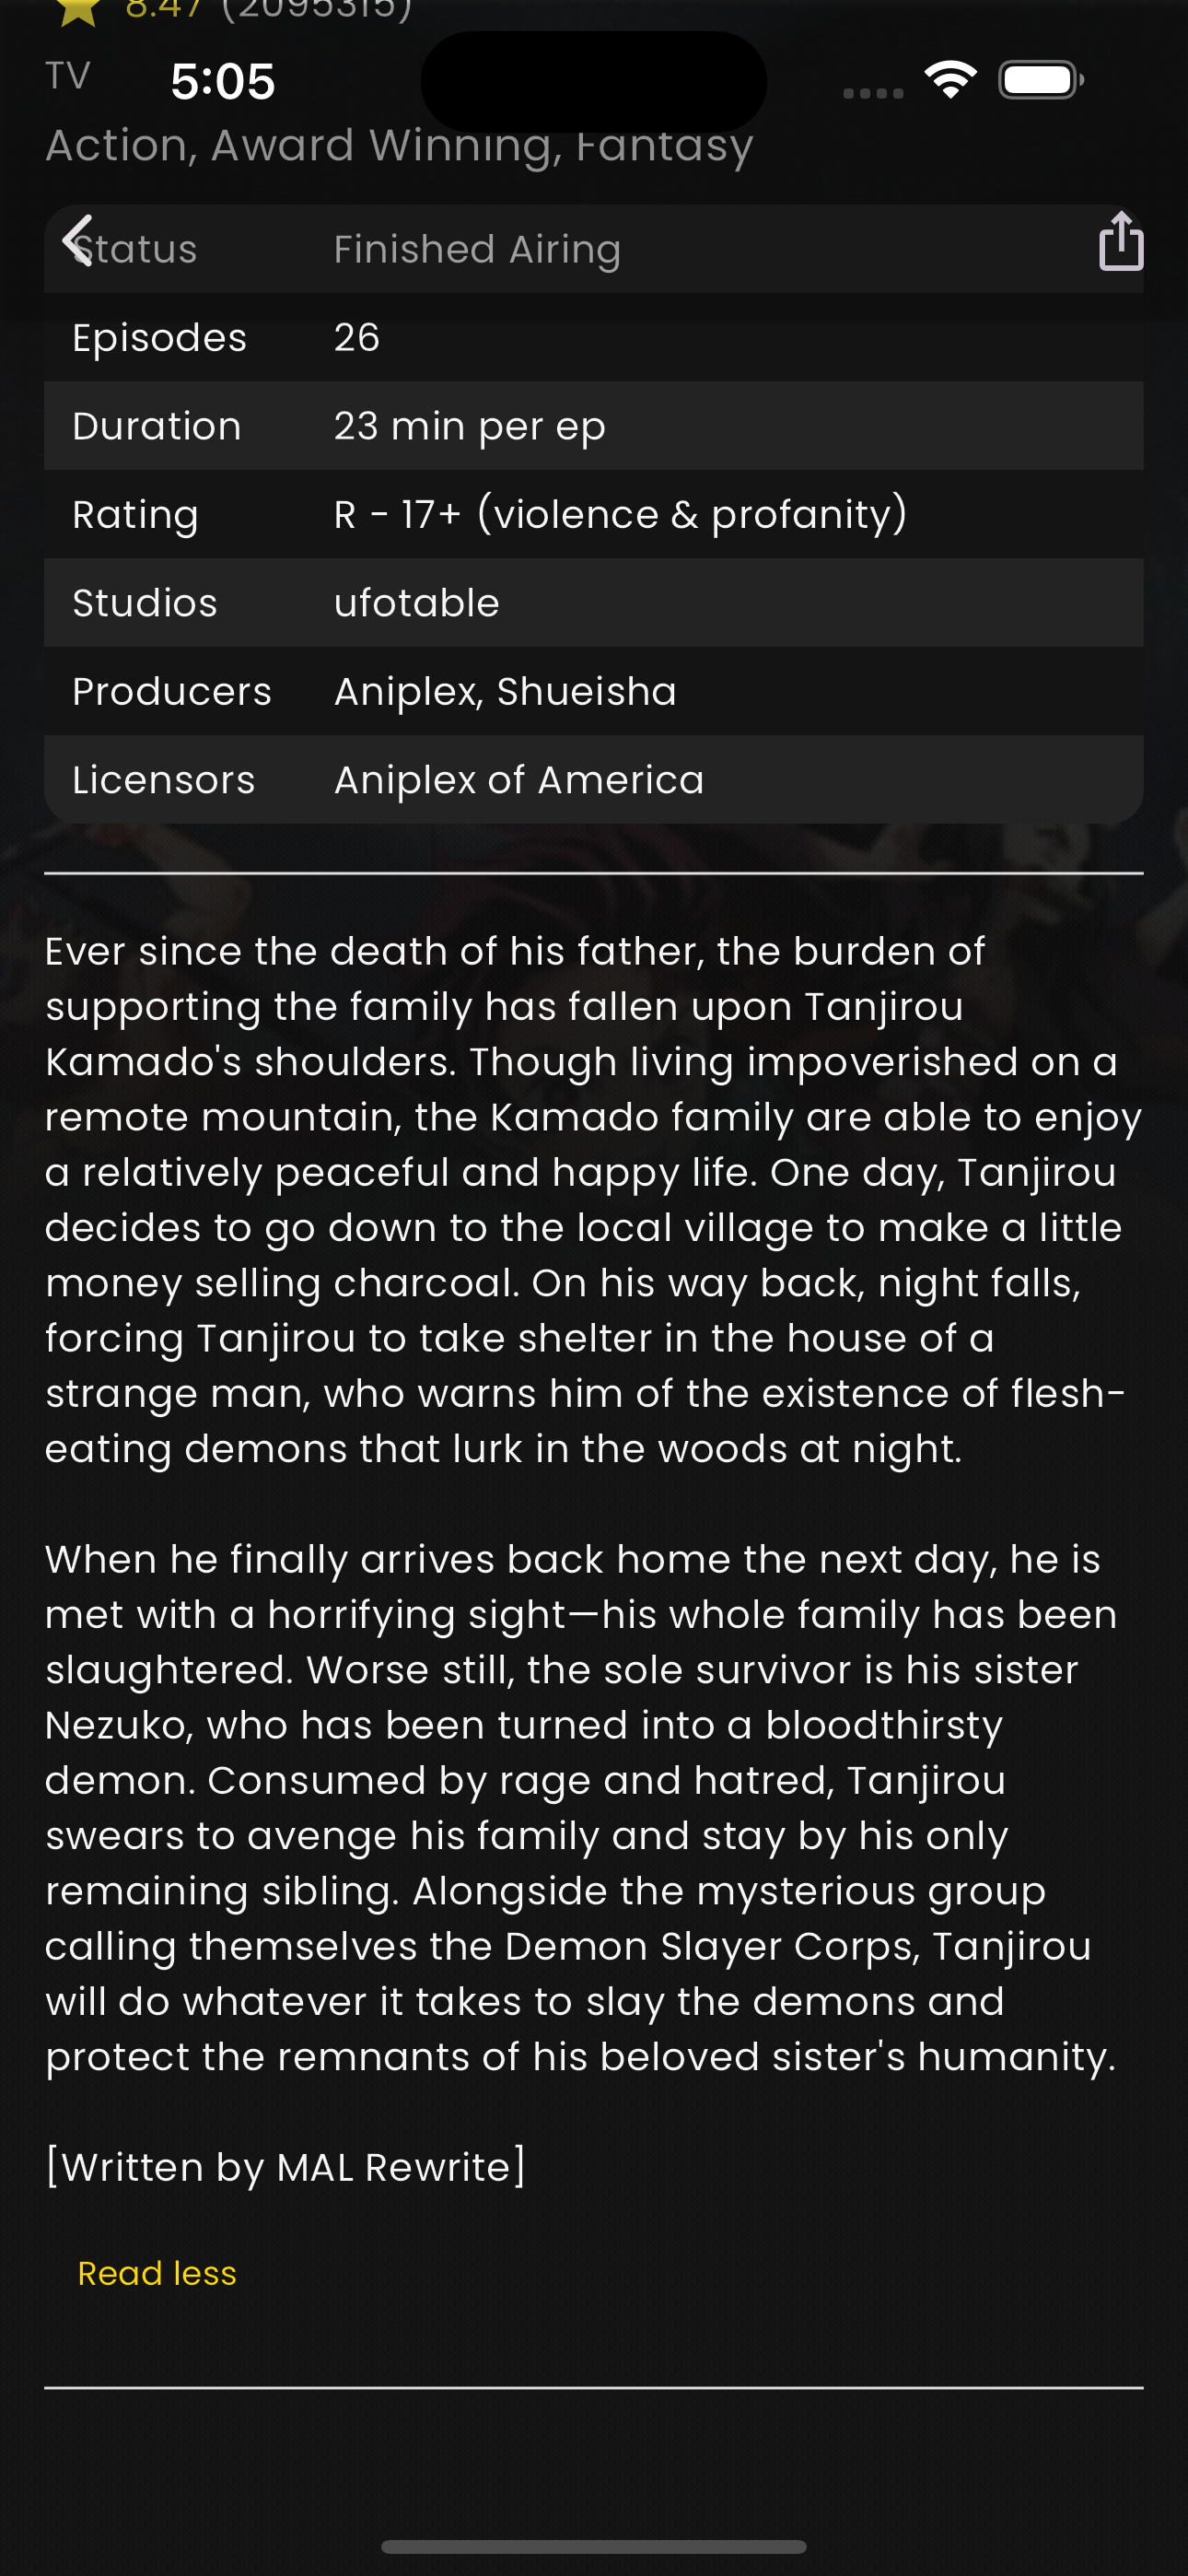 8.47 (2095315)
TV
5:05
Action, Award Winning, Fantasy
Status Finished Airing
Episodes 26
Duration 23 min per ep
Rating R - 17+ (violence & profanity)
Studios ufotable
Producers Aniplex, Shueisha
Licensors Aniplex of America
Ever since the death of his father, the burden of
supporting the family has fallen upon Tanjirou
Kamado's shoulders. Though living impoverished on a
remote mountain, the Kamado family are able to enjoy
a relatively peaceful and happy life. One day, Tanjirou
decides to go down to the local village to make a little
money selling charcoal. On his way back, night falls,
forcing Tanjirou to take shelter in the house of a
strange man, who warns him of the existence of flesh-
eating demons that lurk in the woods at night.
When he finally arrives back home the next day, he is
met with a horrifying sight—his whole family has been
slaughtered. Worse still, the sole survivor is his sister
Nezuko, who has been turned into a bloodthirsty
demon. Consumed by rage and hatred, Tanjirou
swears to avenge his family and stay by his only
remaining sibling. Alongside the mysterious group
calling themselves the Demon Slayer Corps, Tanjirou
will do whatever it takes to slay the demons and
protect the remnants of his beloved sister's humanity.
[Written by MAL Rewrite]
Read less